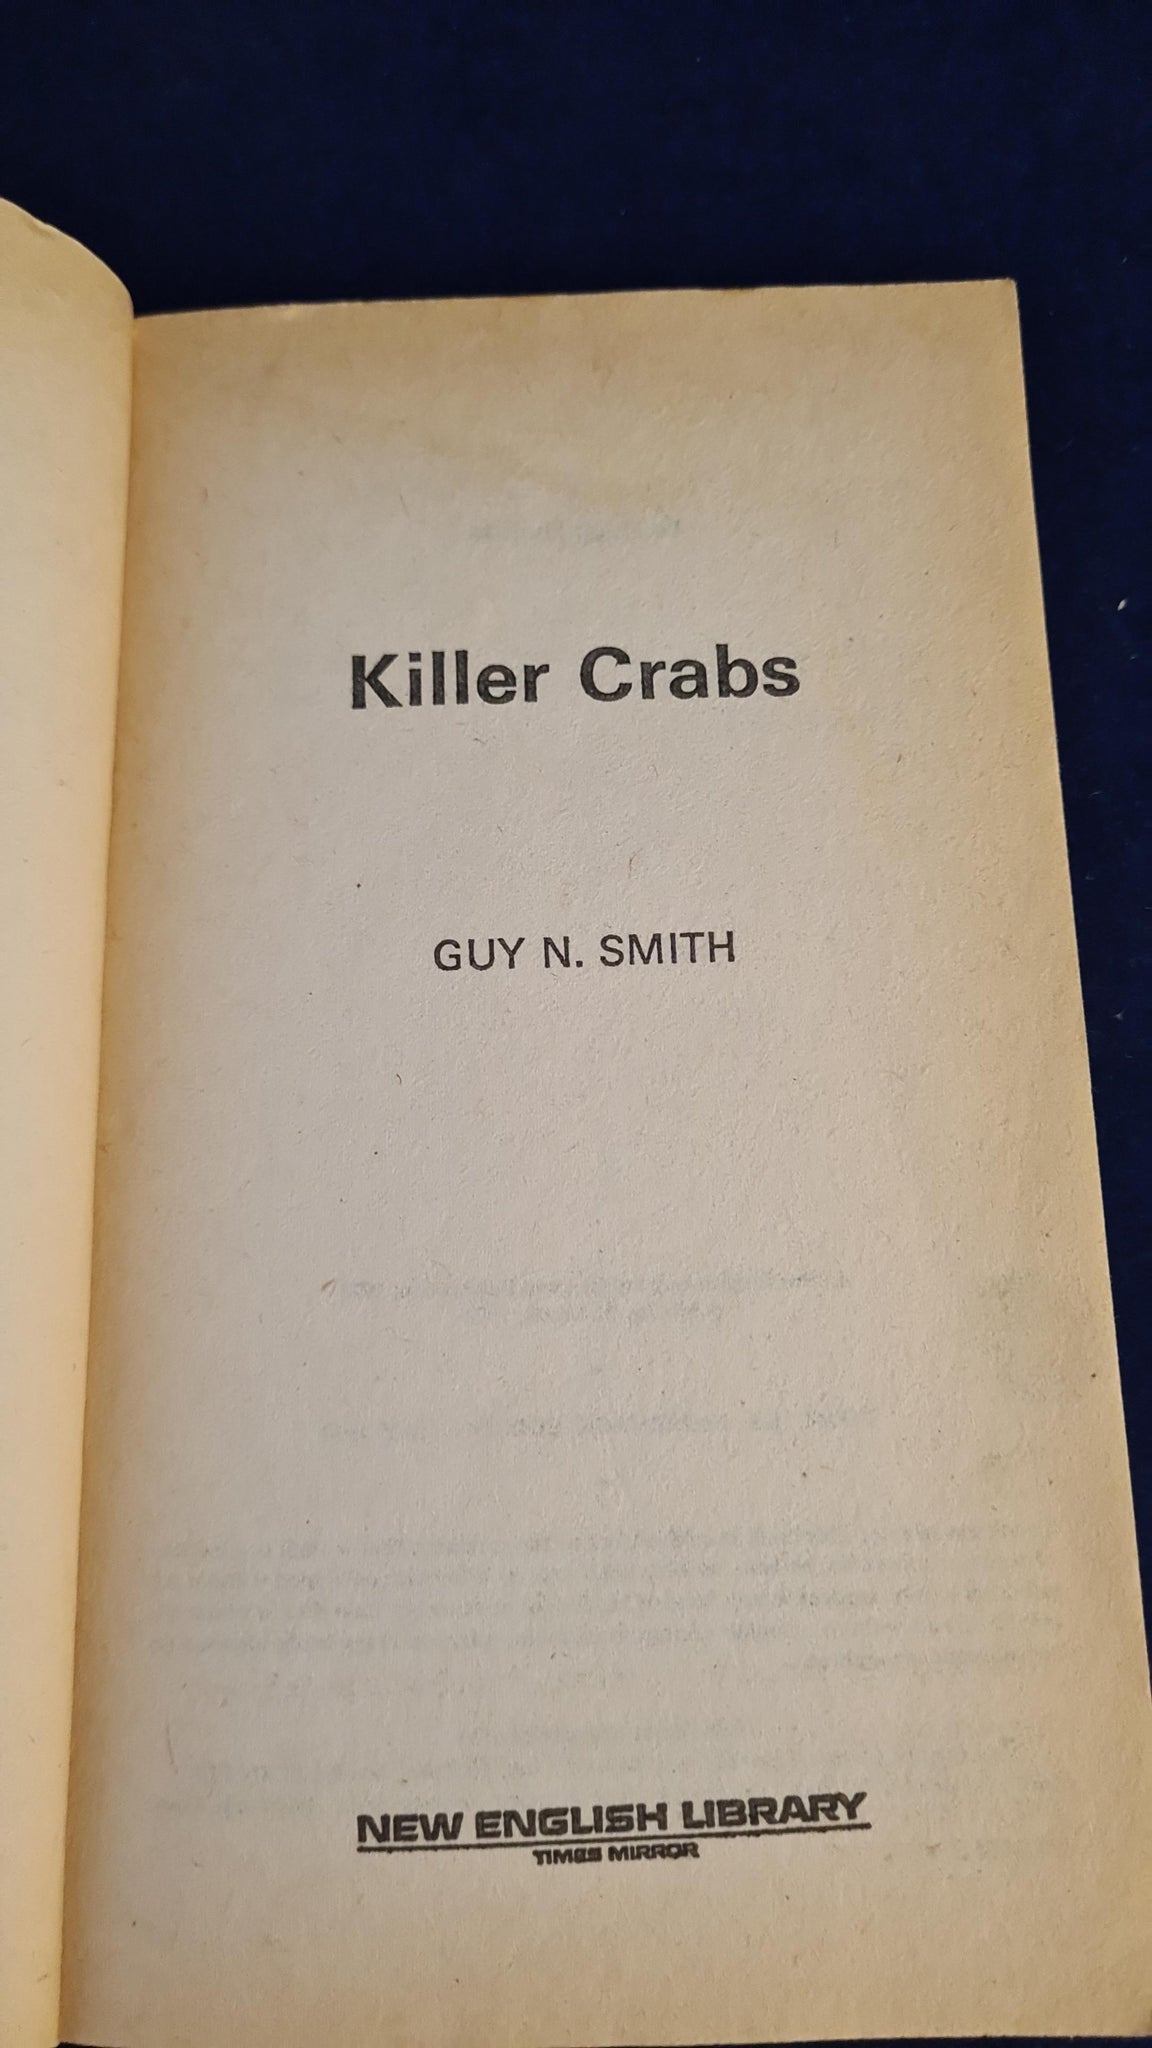 Killer Crabs
GUY N. SMITH
NEW ENGLISH LIBRARY
TIMES MIRROR